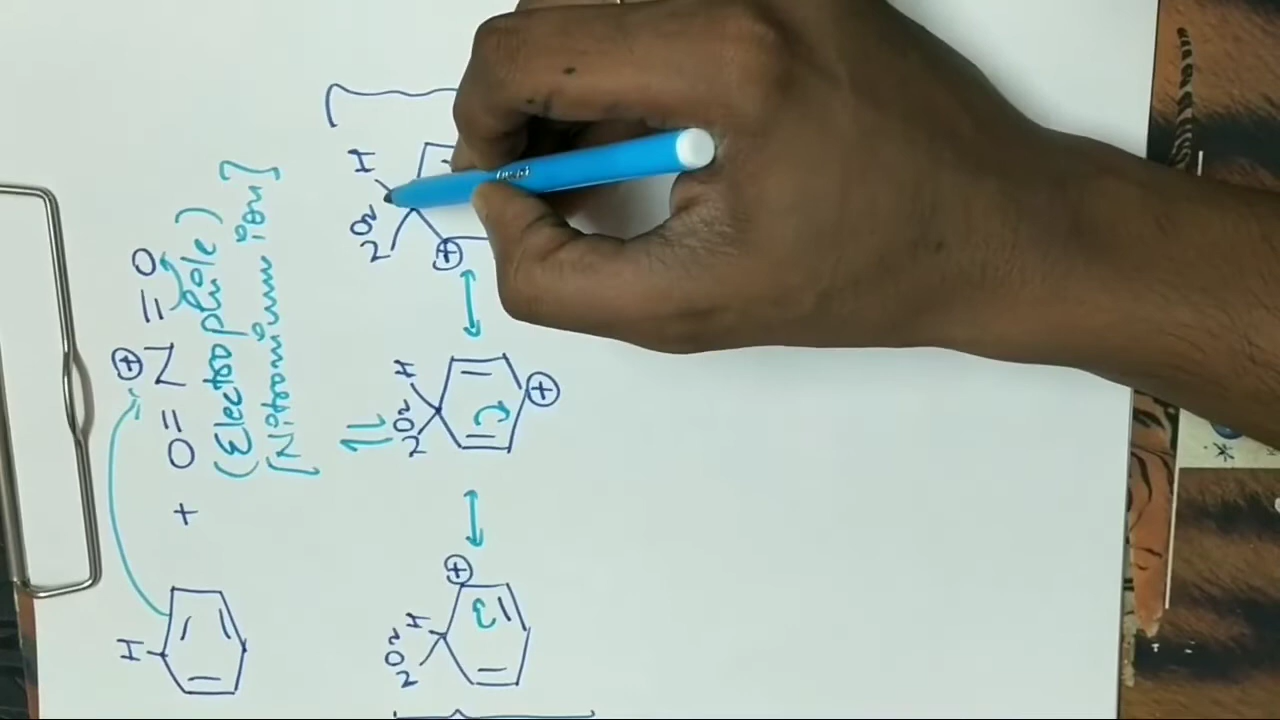 H + O = N⊕ = O
(Electrophile)
[Nitronium ion]
⇌
NO₂ H ⊕ ↔ NO₂ H ⊕ ↔ NO₂ H ⊕